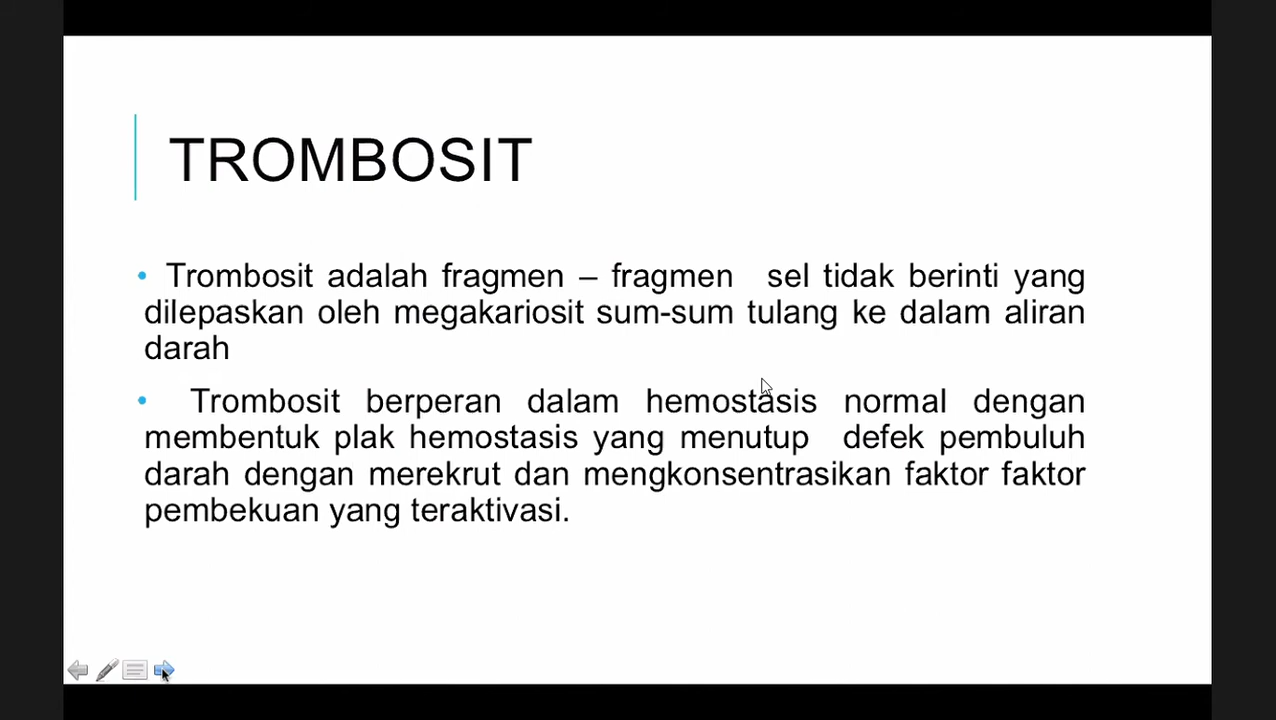 TROMBOSIT
• Trombosit adalah fragmen – fragmen sel tidak berinti yang
dilepaskan oleh megakariosit sum-sum tulang ke dalam aliran
darah
• Trombosit berperan dalam hemostasis normal dengan
membentuk plak hemostasis yang menutup defek pembuluh
darah dengan merekrut dan mengkonsentrasikan faktor faktor
pembekuan yang teraktivasi.